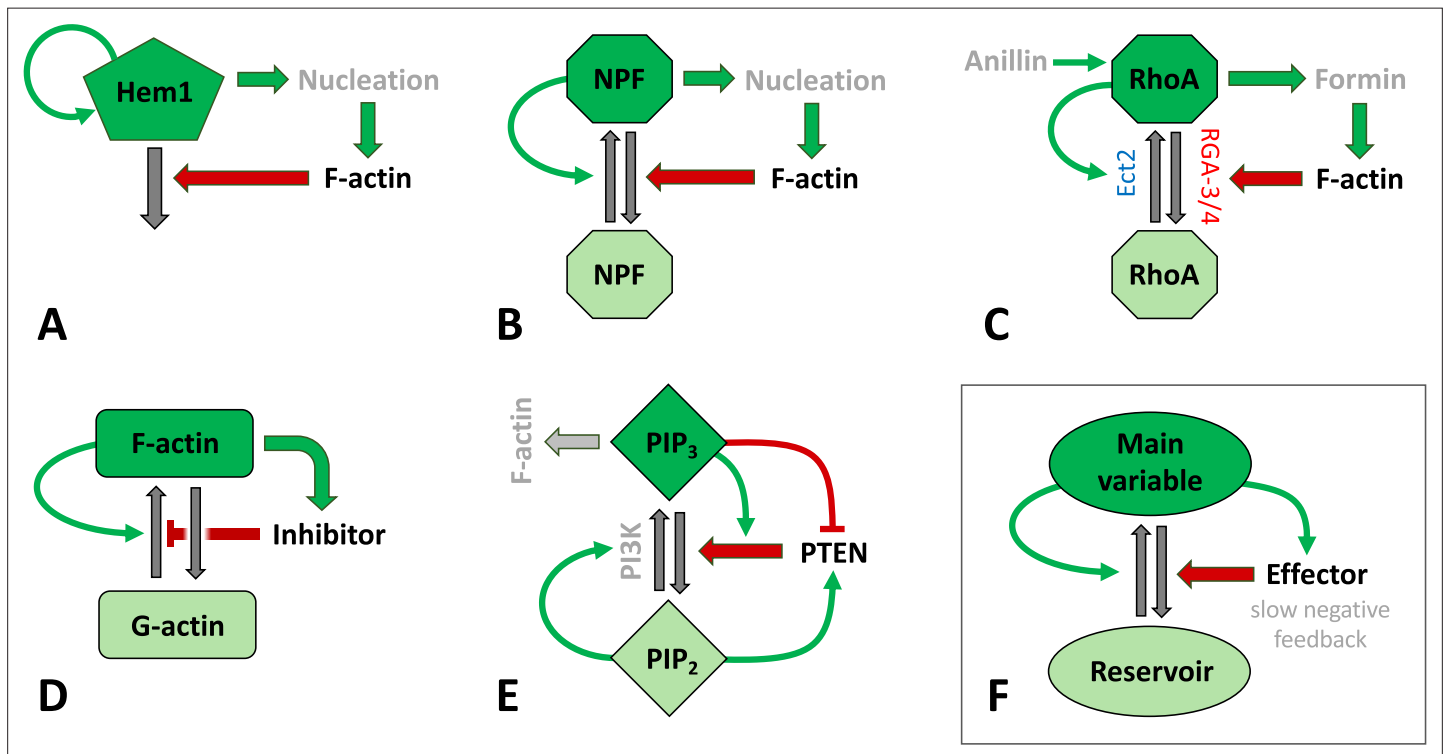 Hem1
Nucleation
F-actin
A
NPF
Nucleation
F-actin
NPF
B
Anillin
RhoA
Formin
Ect2
RGA-3/4
F-actin
RhoA
C
F-actin
Inhibitor
G-actin
D
F-actin
PIP3
PI3K
PTEN
PIP2
E
Main
variable
Effector
slow negative
feedback
Reservoir
F